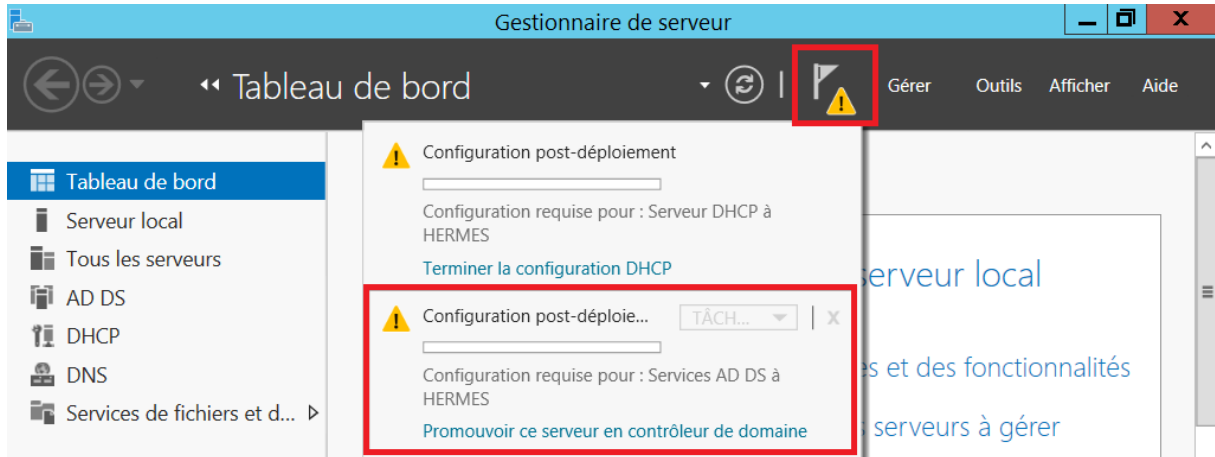 Gestionnaire de serveur
Tableau de bord
Gérer Outils Afficher Aide
Tableau de bord
Serveur local
Tous les serveurs
AD DS
DHCP
DNS
Services de fichiers et d...
Configuration post-déploiement
Configuration requise pour : Serveur DHCP à
HERMES
Terminer la configuration DHCP
Configuration post-déploie... TÂCH... X
Configuration requise pour : Services AD DS à
HERMES
Promouvoir ce serveur en contrôleur de domaine
serveur local
es et des fonctionnalités
serveurs à gérer